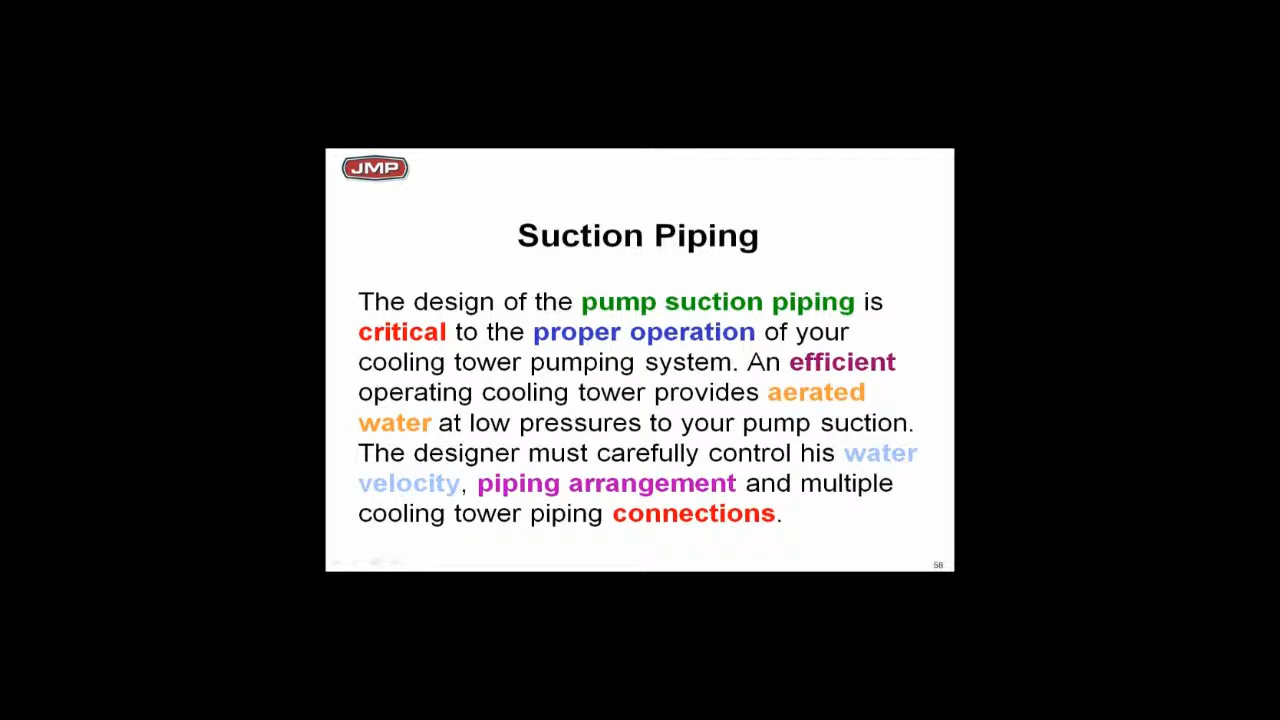 JMP
Suction Piping
The design of the pump suction piping is
critical to the proper operation of your
cooling tower pumping system. An efficient
operating cooling tower provides aerated
water at low pressures to your pump suction.
The designer must carefully control his water
velocity, piping arrangement and multiple
cooling tower piping connections.
58